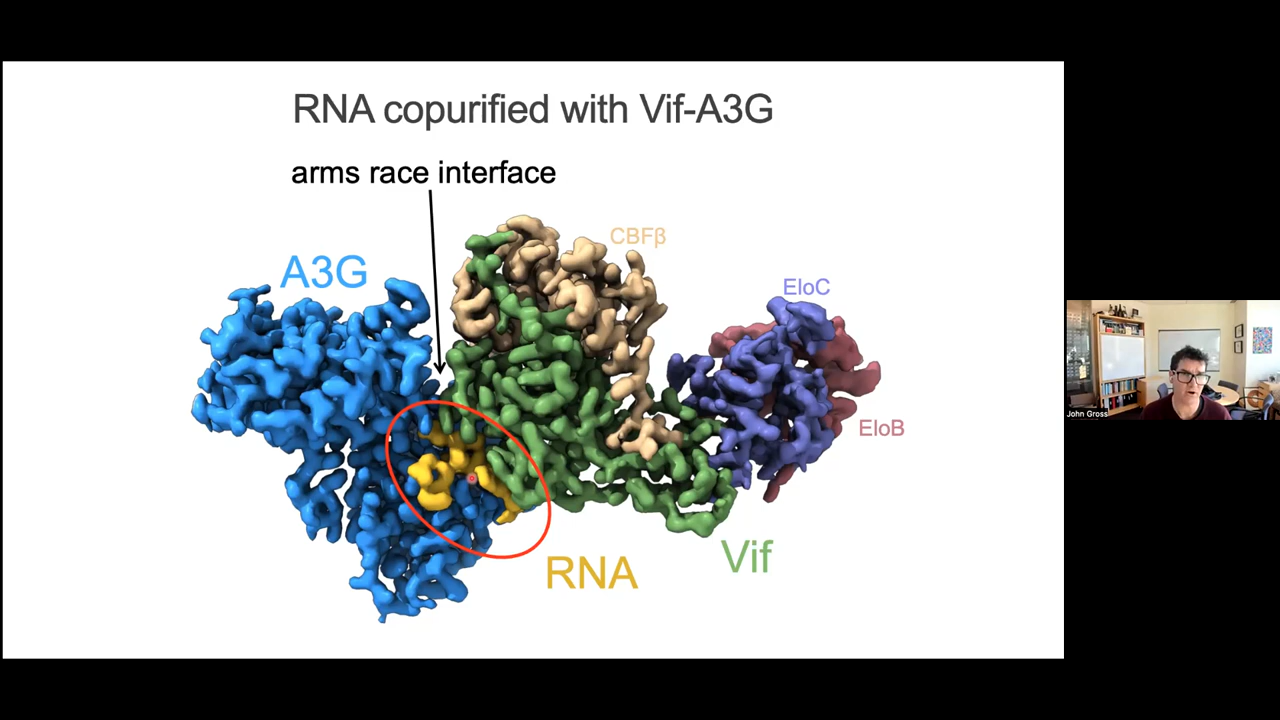 RNA copurified with Vif-A3G
arms race interface
CBFβ
A3G
EloC
EloB
RNA
Vif
John Gross